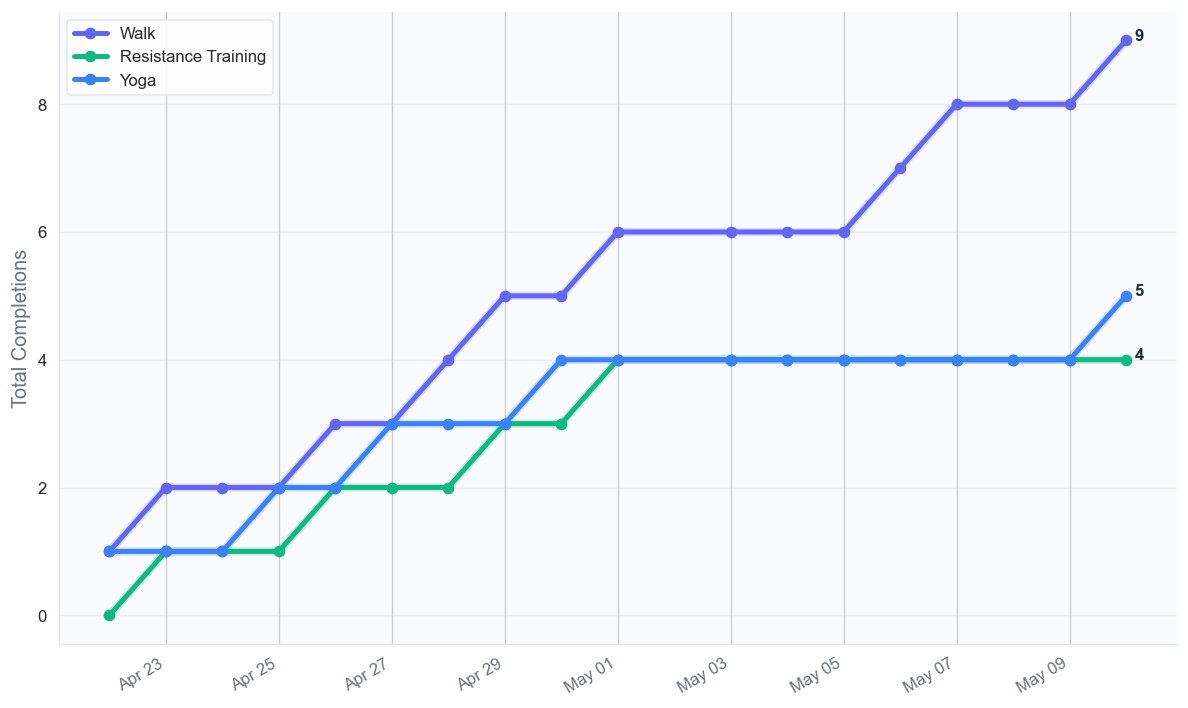 Walk
Resistance Training
Yoga
9
5
4
Total Completions
8
6
4
2
0
Apr 23
Apr 25
Apr 27
Apr 29
May 01
May 03
May 05
May 07
May 09